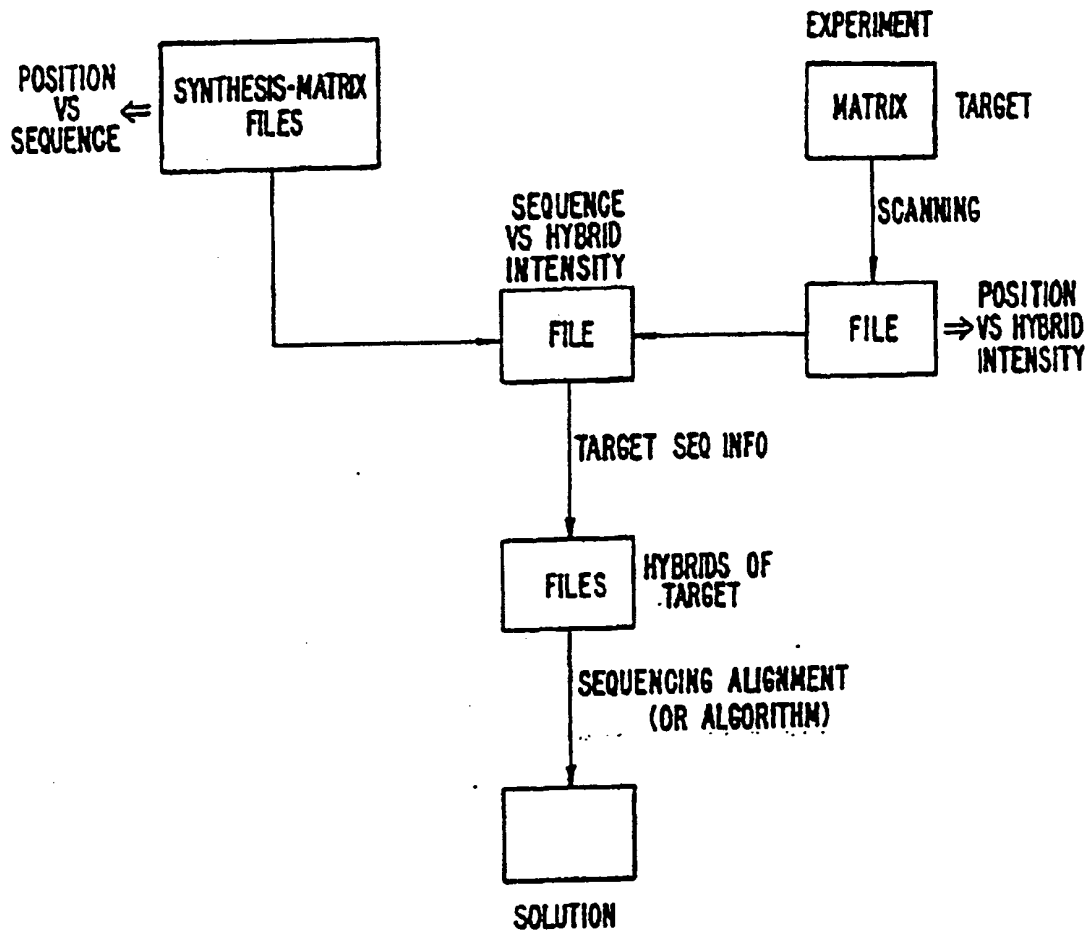 EXPERIMENT
POSITION
VS
SEQUENCE
SYNTHESIS-MATRIX
FILES
MATRIX
TARGET
SCANNING
SEQUENCE
VS HYBRID
INTENSITY
FILE
FILE
POSITION
VS HYBRID
INTENSITY
TARGET SEQ INFO
FILES
HYBRIDS OF
TARGET
SEQUENCING ALIGNMENT
(OR ALGORITHM)
SOLUTION